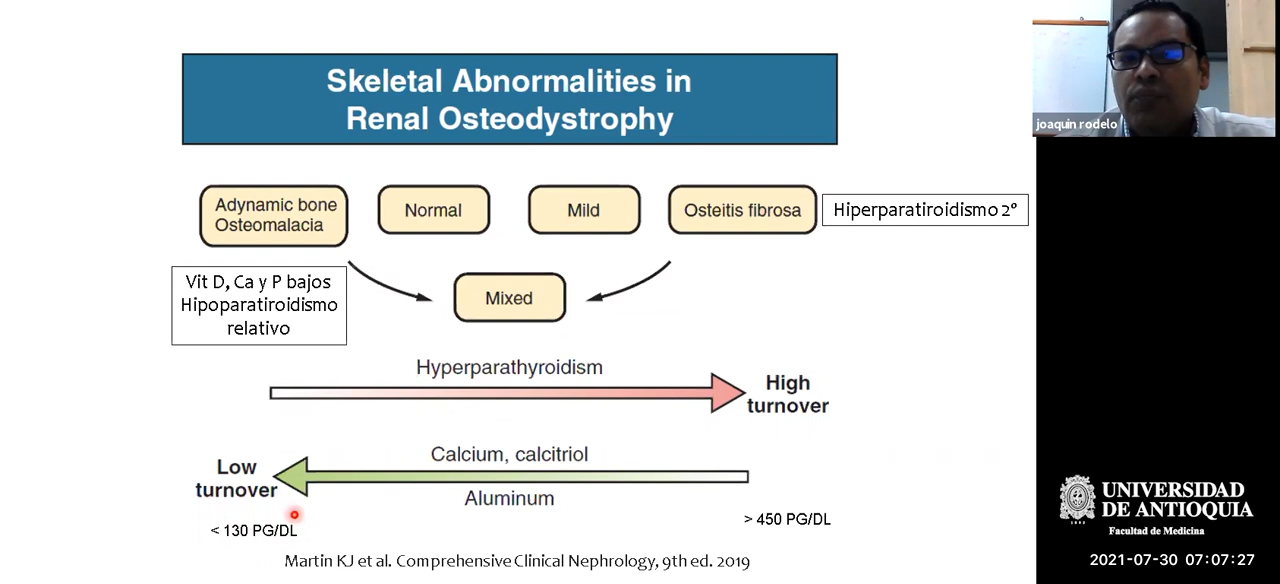 Skeletal Abnormalities in
Renal Osteodystrophy
joaquin rodelo
Adynamic bone
Osteomalacia
Normal
Mild
Osteitis fibrosa
Hiperparatiroidismo 2°
Vit D, Ca y P bajos
Hipoparatiroidismo
relativo
Mixed
Hyperparathyroidism
High
turnover
Calcium, calcitriol
Low
turnover
Aluminum
< 130 PG/DL
> 450 PG/DL
Martin KJ et al. Comprehensive Clinical Nephrology, 9th ed. 2019
UNIVERSIDAD
DE ANTIOQUIA
1803
Facultad de Medicina
2021-07-30 07:07:27